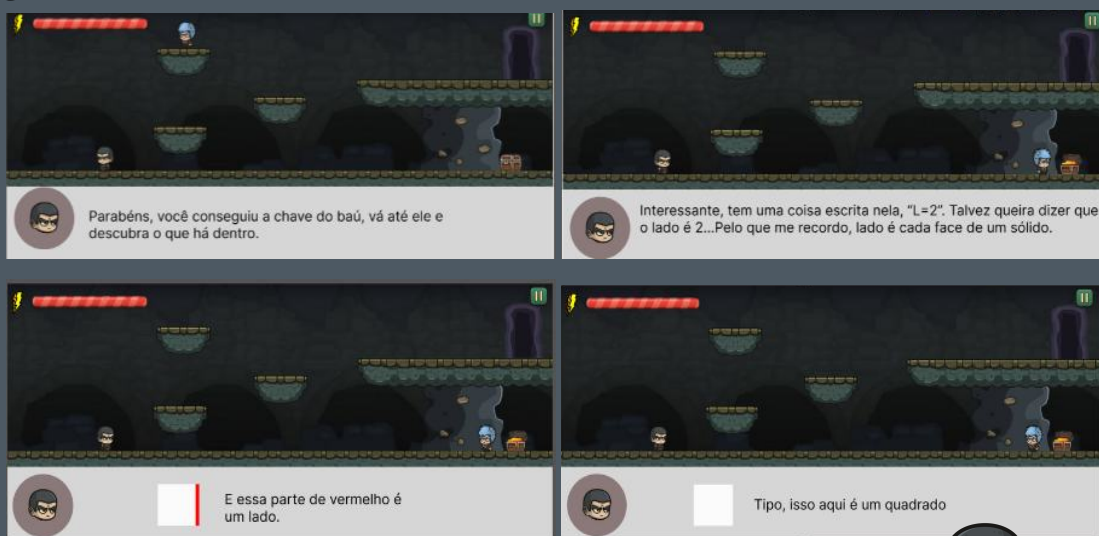 Parabéns, você conseguiu a chave do baú, vá até ele e
descubra o que há dentro.
Interessante, tem uma coisa escrita nela, “L=2”. Talvez queira dizer que
o lado é 2...Pelo que me recordo, lado é cada face de um sólido.
E essa parte de vermelho é
um lado.
Tipo, isso aqui é um quadrado